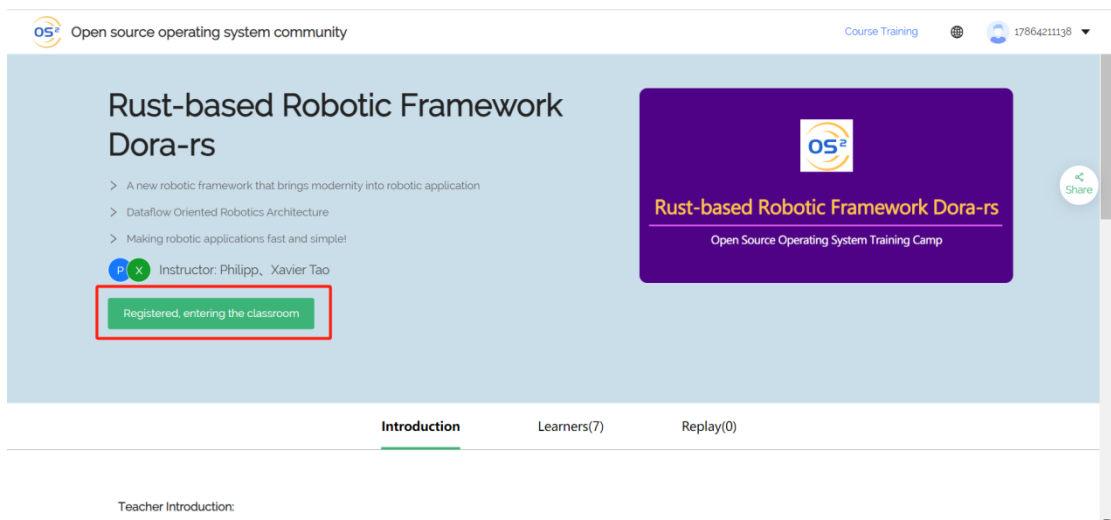 OS²
Open source operating system community
Course Training
17864211138
Rust-based Robotic Framework
Dora-rs
> A new robotic framework that brings modernity into robotic application
> Dataflow Oriented Robotics Architecture
> Making robotic applications fast and simple!
P X Instructor: Philipp、Xavier Tao
Registered, entering the classroom
OS²
Rust-based Robotic Framework Dora-rs
Open Source Operating System Training Camp
Share
Introduction
Learners(7)
Replay(0)
Teacher Introduction: